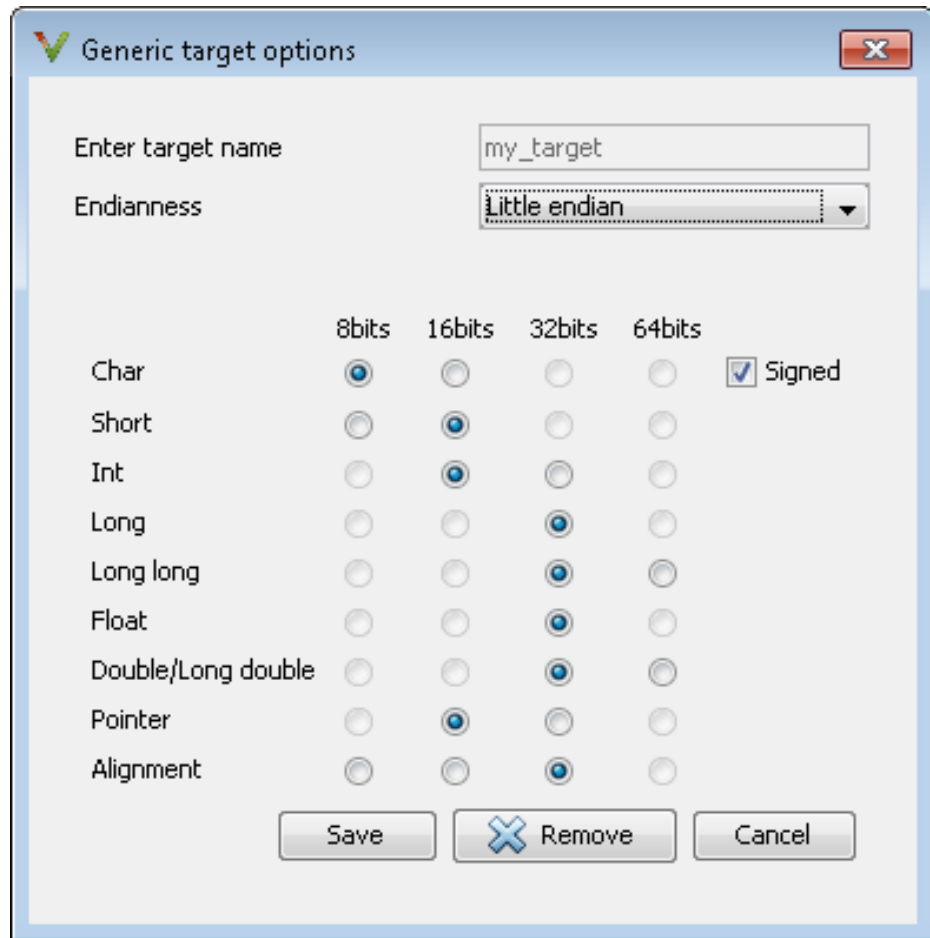 Generic target options
Enter target name my_target
Endianness Little endian
8bits 16bits 32bits 64bits
Char Signed
Short
Int
Long
Long long
Float
Double/Long double
Pointer
Alignment
Save Remove Cancel